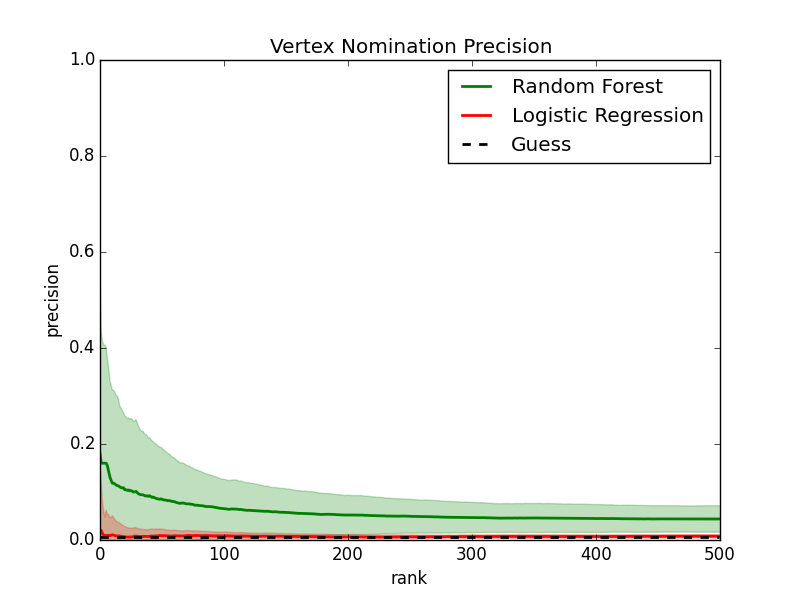 Vertex Nomination Precision
1.0
0.8
0.6
0.4
0.2
0.0
precision
Random Forest
Logistic Regression
Guess
0 100 200 300 400 500
rank